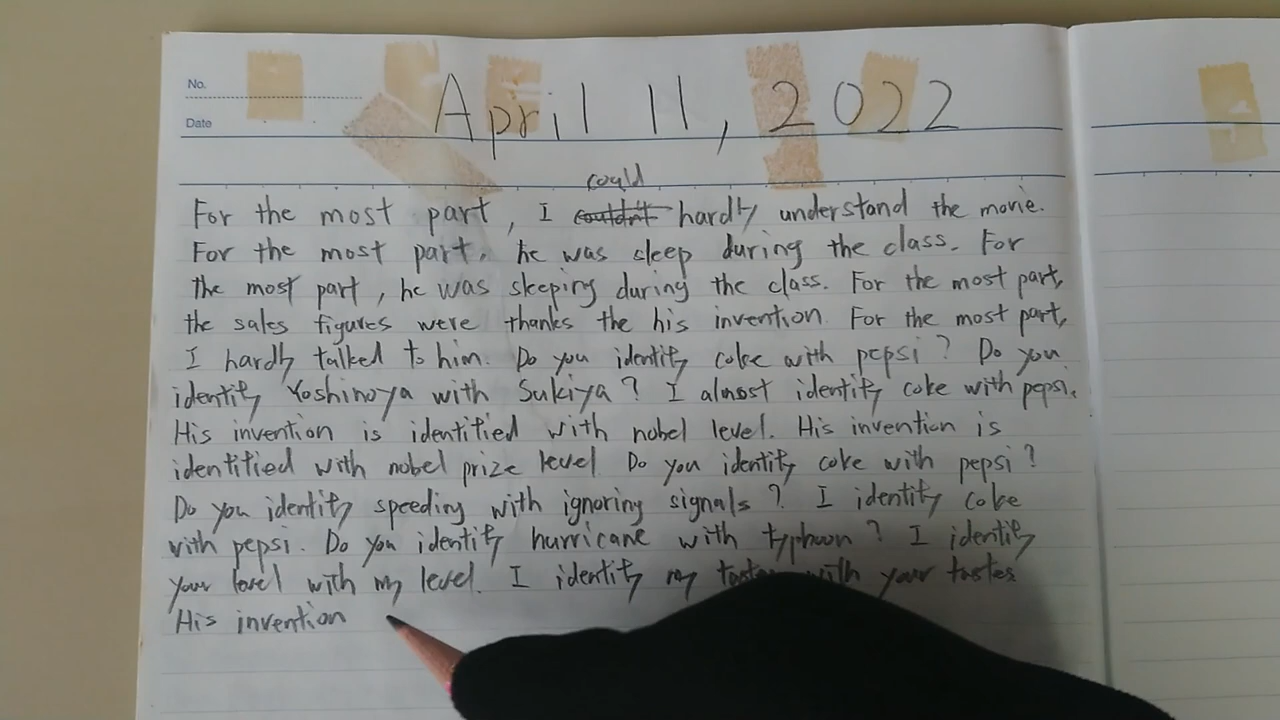 No.
Date
April 11, 2022
could
For the most part, I couldn't hardly understand the movie.
For the most part, he was sleep during the class. For
the most part, he was sleeping during the class. For the most part,
the sales figures were thanks the his invention. For the most part,
I hardly talked to him. Do you identify coke with pepsi? Do you
identify Yoshinoya with Sukiya? I almost identify coke with pepsi.
His invention is identified with nobel level. His invention is
identified with nobel prize level Do you identify coke with pepsi?
Do you identify speeding with ignoring signals? I identify coke
with pepsi. Do you identify hurricane with typhoon? I identify
your level with my level. I identify my with your tastes
His invention